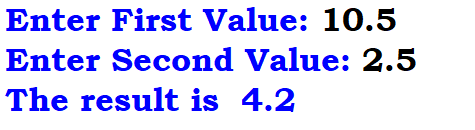 Enter First Value: 10.5
Enter Second Value: 2.5
The result is  4.2